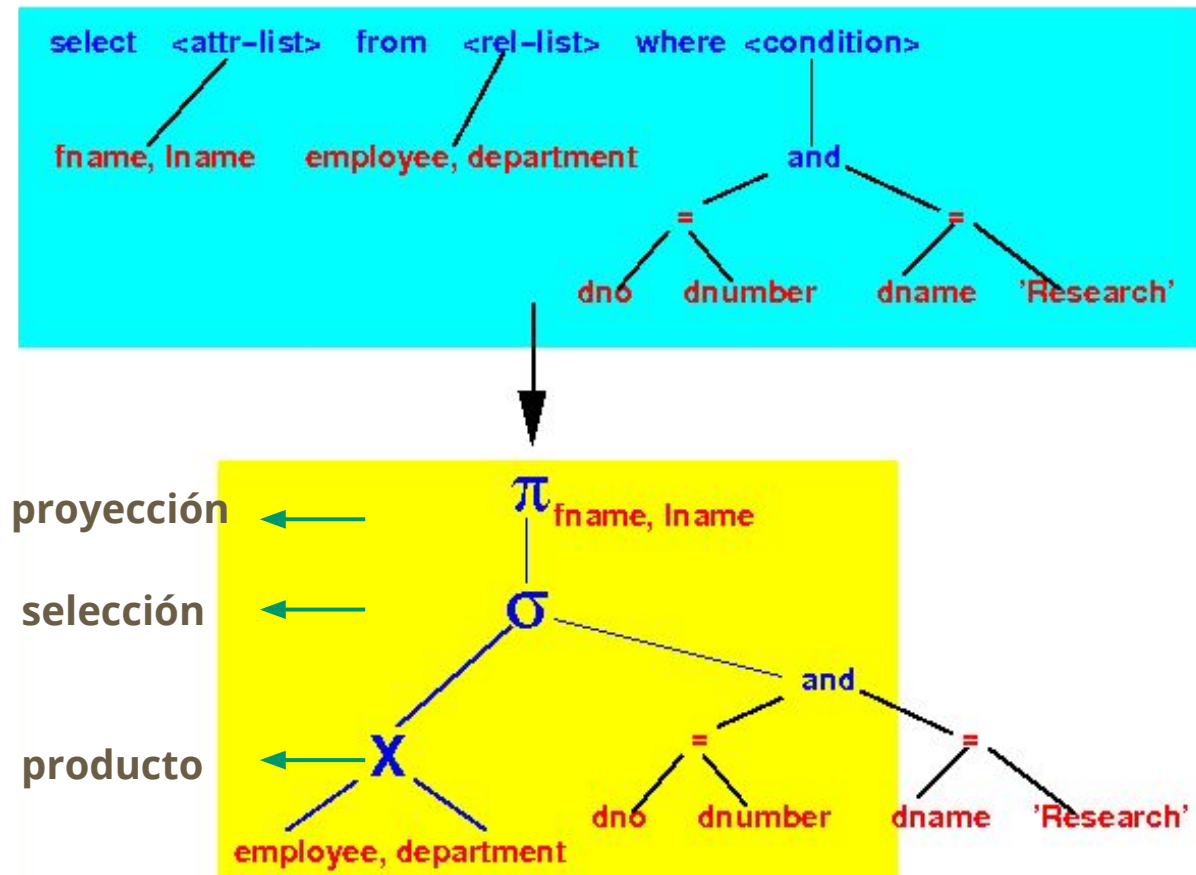 select <attr-list> from <rel-list> where <condition>
fname, lname employee, department and
= =
dno dnumber dname 'Research'
π fname, lname
proyección
selección σ
and
producto X = =
dno dnumber dname 'Research'
employee, department